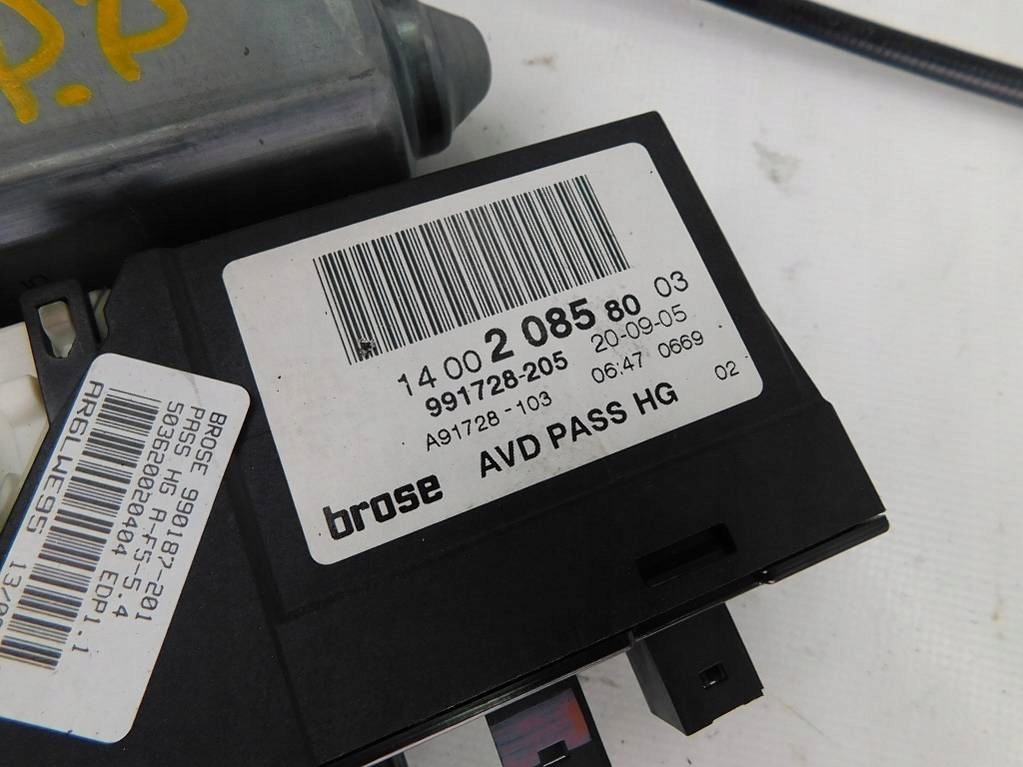 P.P
14 00 2 085 80 03
991728-205 20-09-05
A91728-103 06:47 0669
brose AVD PASS HG 02
BROSE 990187-201
PASS HG A-F5-5.4
503620020404 EDP1.1
AR6LWE95